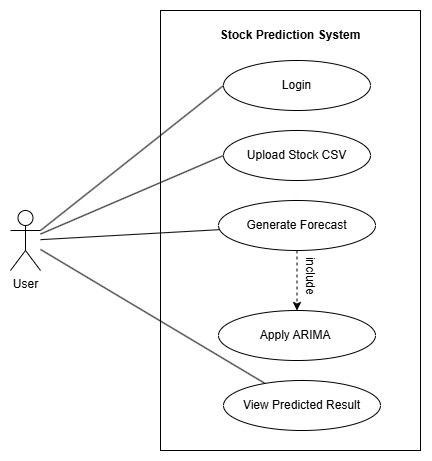 Stock Prediction System
Login
Upload Stock CSV
Generate Forecast
include
User
Apply ARIMA
View Predicted Result